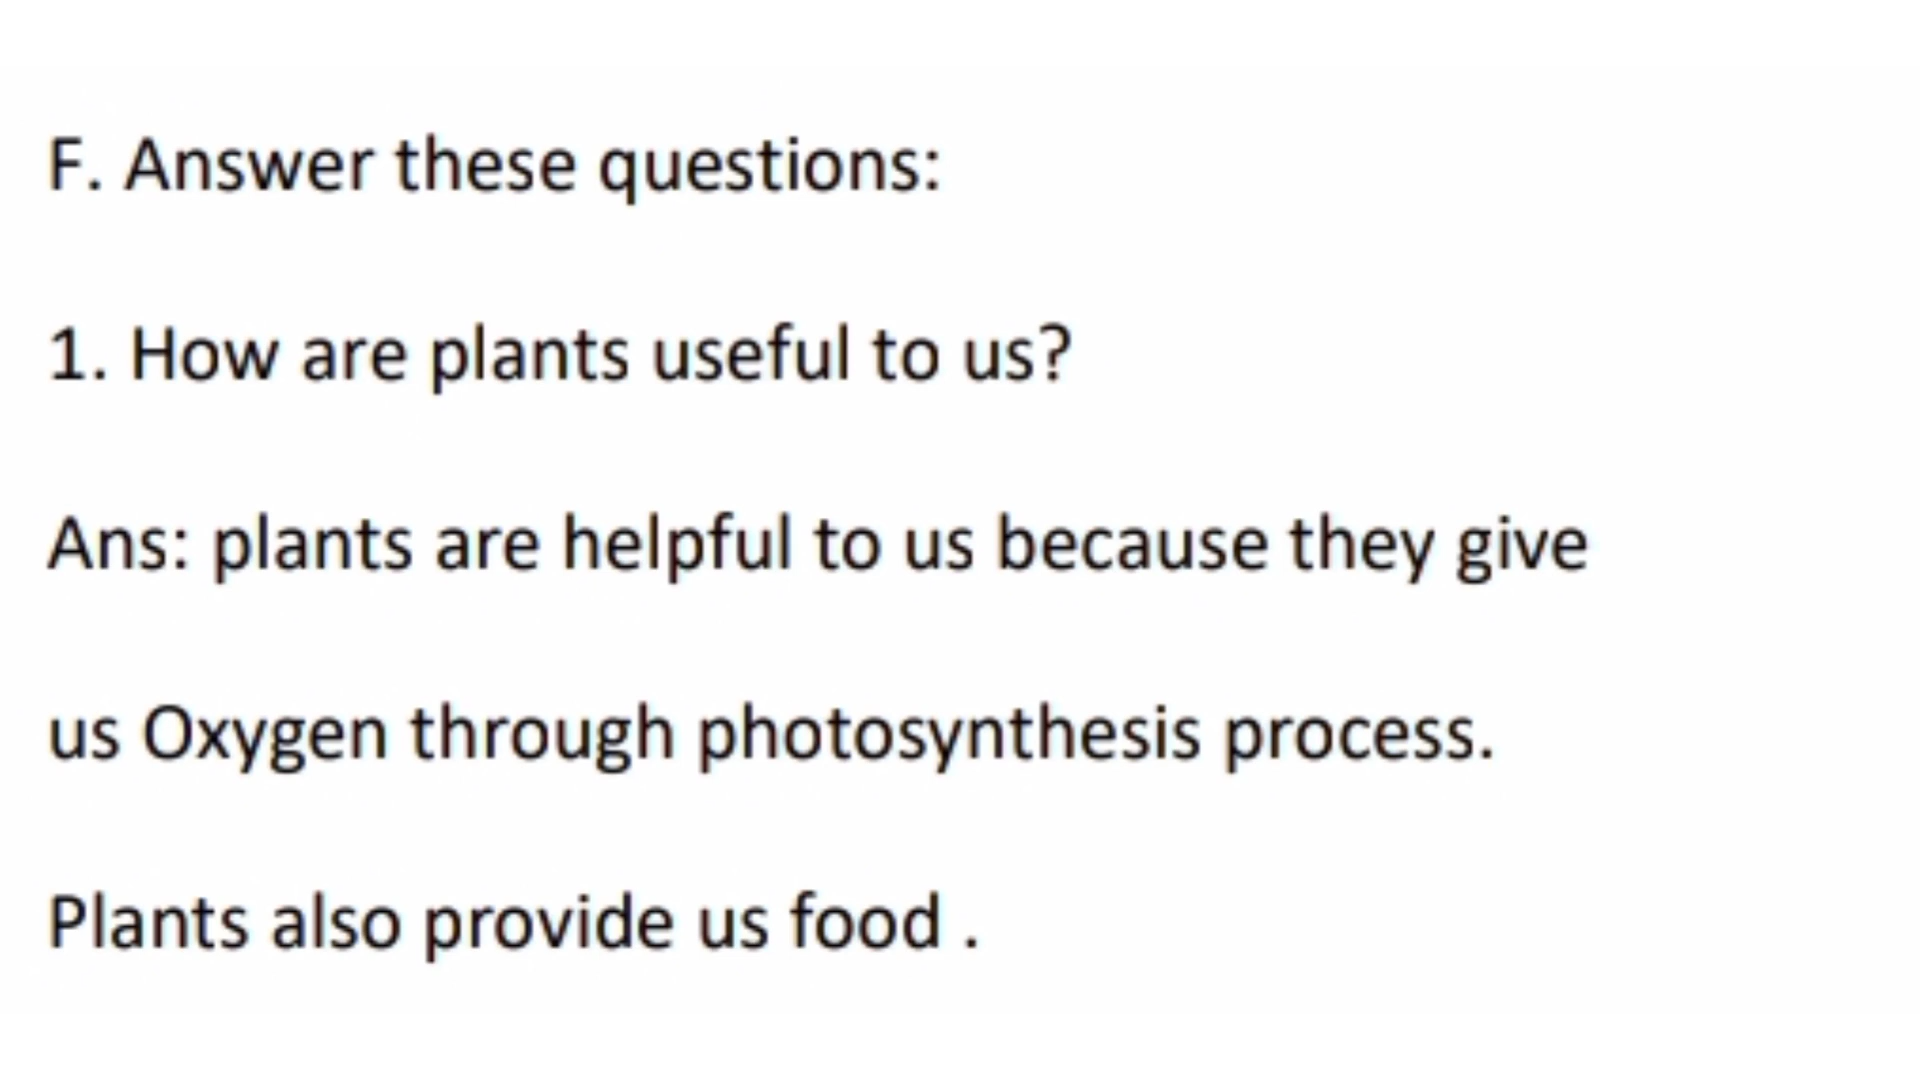 F. Answer these questions:
1. How are plants useful to us?
Ans: plants are helpful to us because they give
us Oxygen through photosynthesis process.
Plants also provide us food .